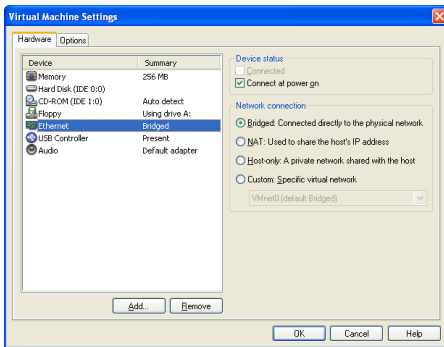 Virtual Machine Settings
Hardware Options
Device Summary
Memory 256 MB
Hard Disk (IDE 0:0)
CD-ROM (IDE 1:0) Auto detect
Floppy Using drive A:
Ethernet Bridged
USB Controller Present
Audio Default adapter
Add... Remove
Device status
Connected
Connect at power on
Network connection
Bridged: Connected directly to the physical network
NAT: Used to share the host's IP address
Host-only: A private network shared with the host
Custom: Specific virtual network
VMnet0 (default Bridged)
OK Cancel Help